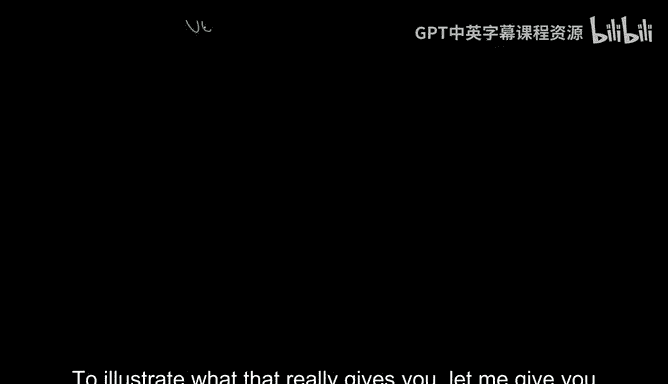 Ut
GPT中英字幕课程资源 bilibili
To illustrate what that really gives you, let me give you